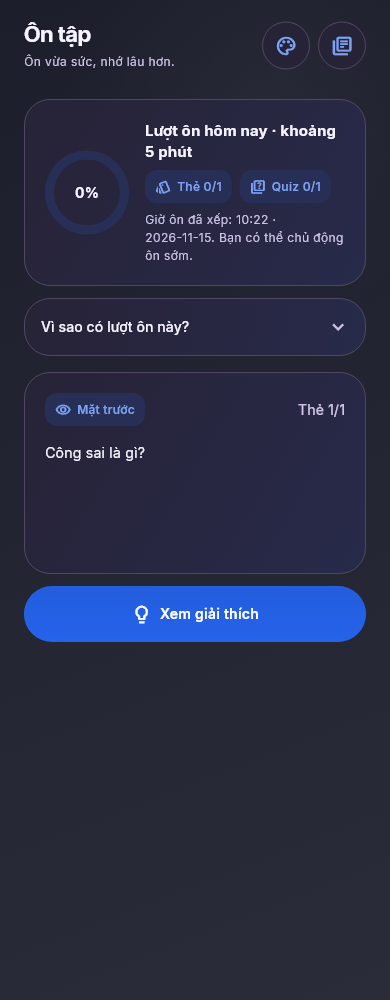 Ôn tập
Ôn vừa sức, nhớ lâu hơn.
0%
Lượt ôn hôm nay · khoảng
5 phút
Thẻ 0/1
Quiz 0/1
Giờ ôn đã xếp: 10:22 ·
2026-11-15. Bạn có thể chủ động
ôn sớm.
Vì sao có lượt ôn này?
Mặt trước
Thẻ 1/1
Công sai là gì?
Xem giải thích